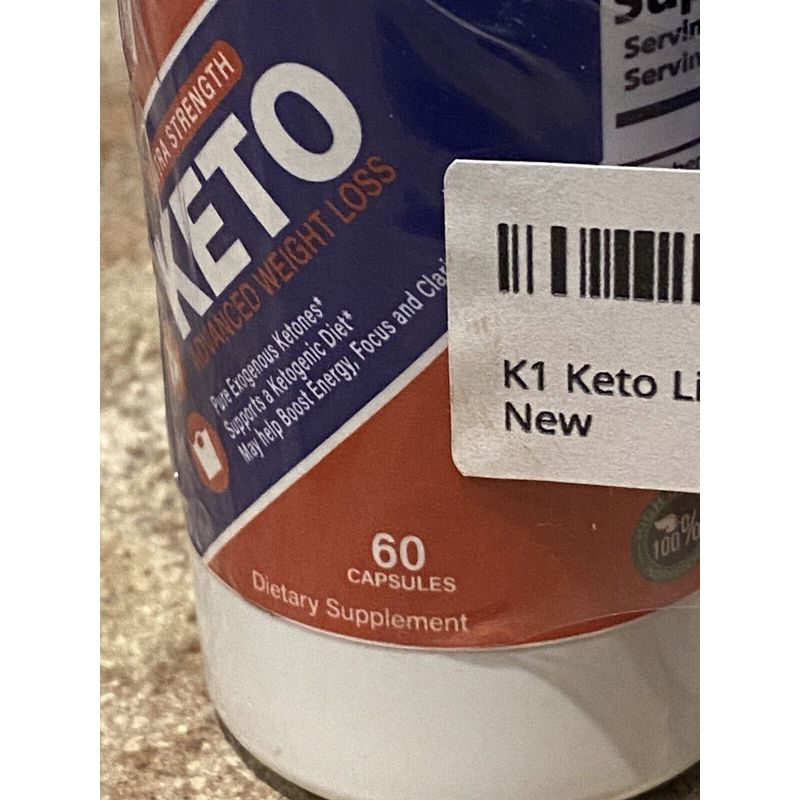 STRENGTH
KETO
ADVANCED WEIGHT LOSS
Pure Exogenous Ketones*
Supports a Ketogenic Diet*
May help Boost Energy, Focus and
60
CAPSULES
Dietary Supplement
K1 Keto
New
100%